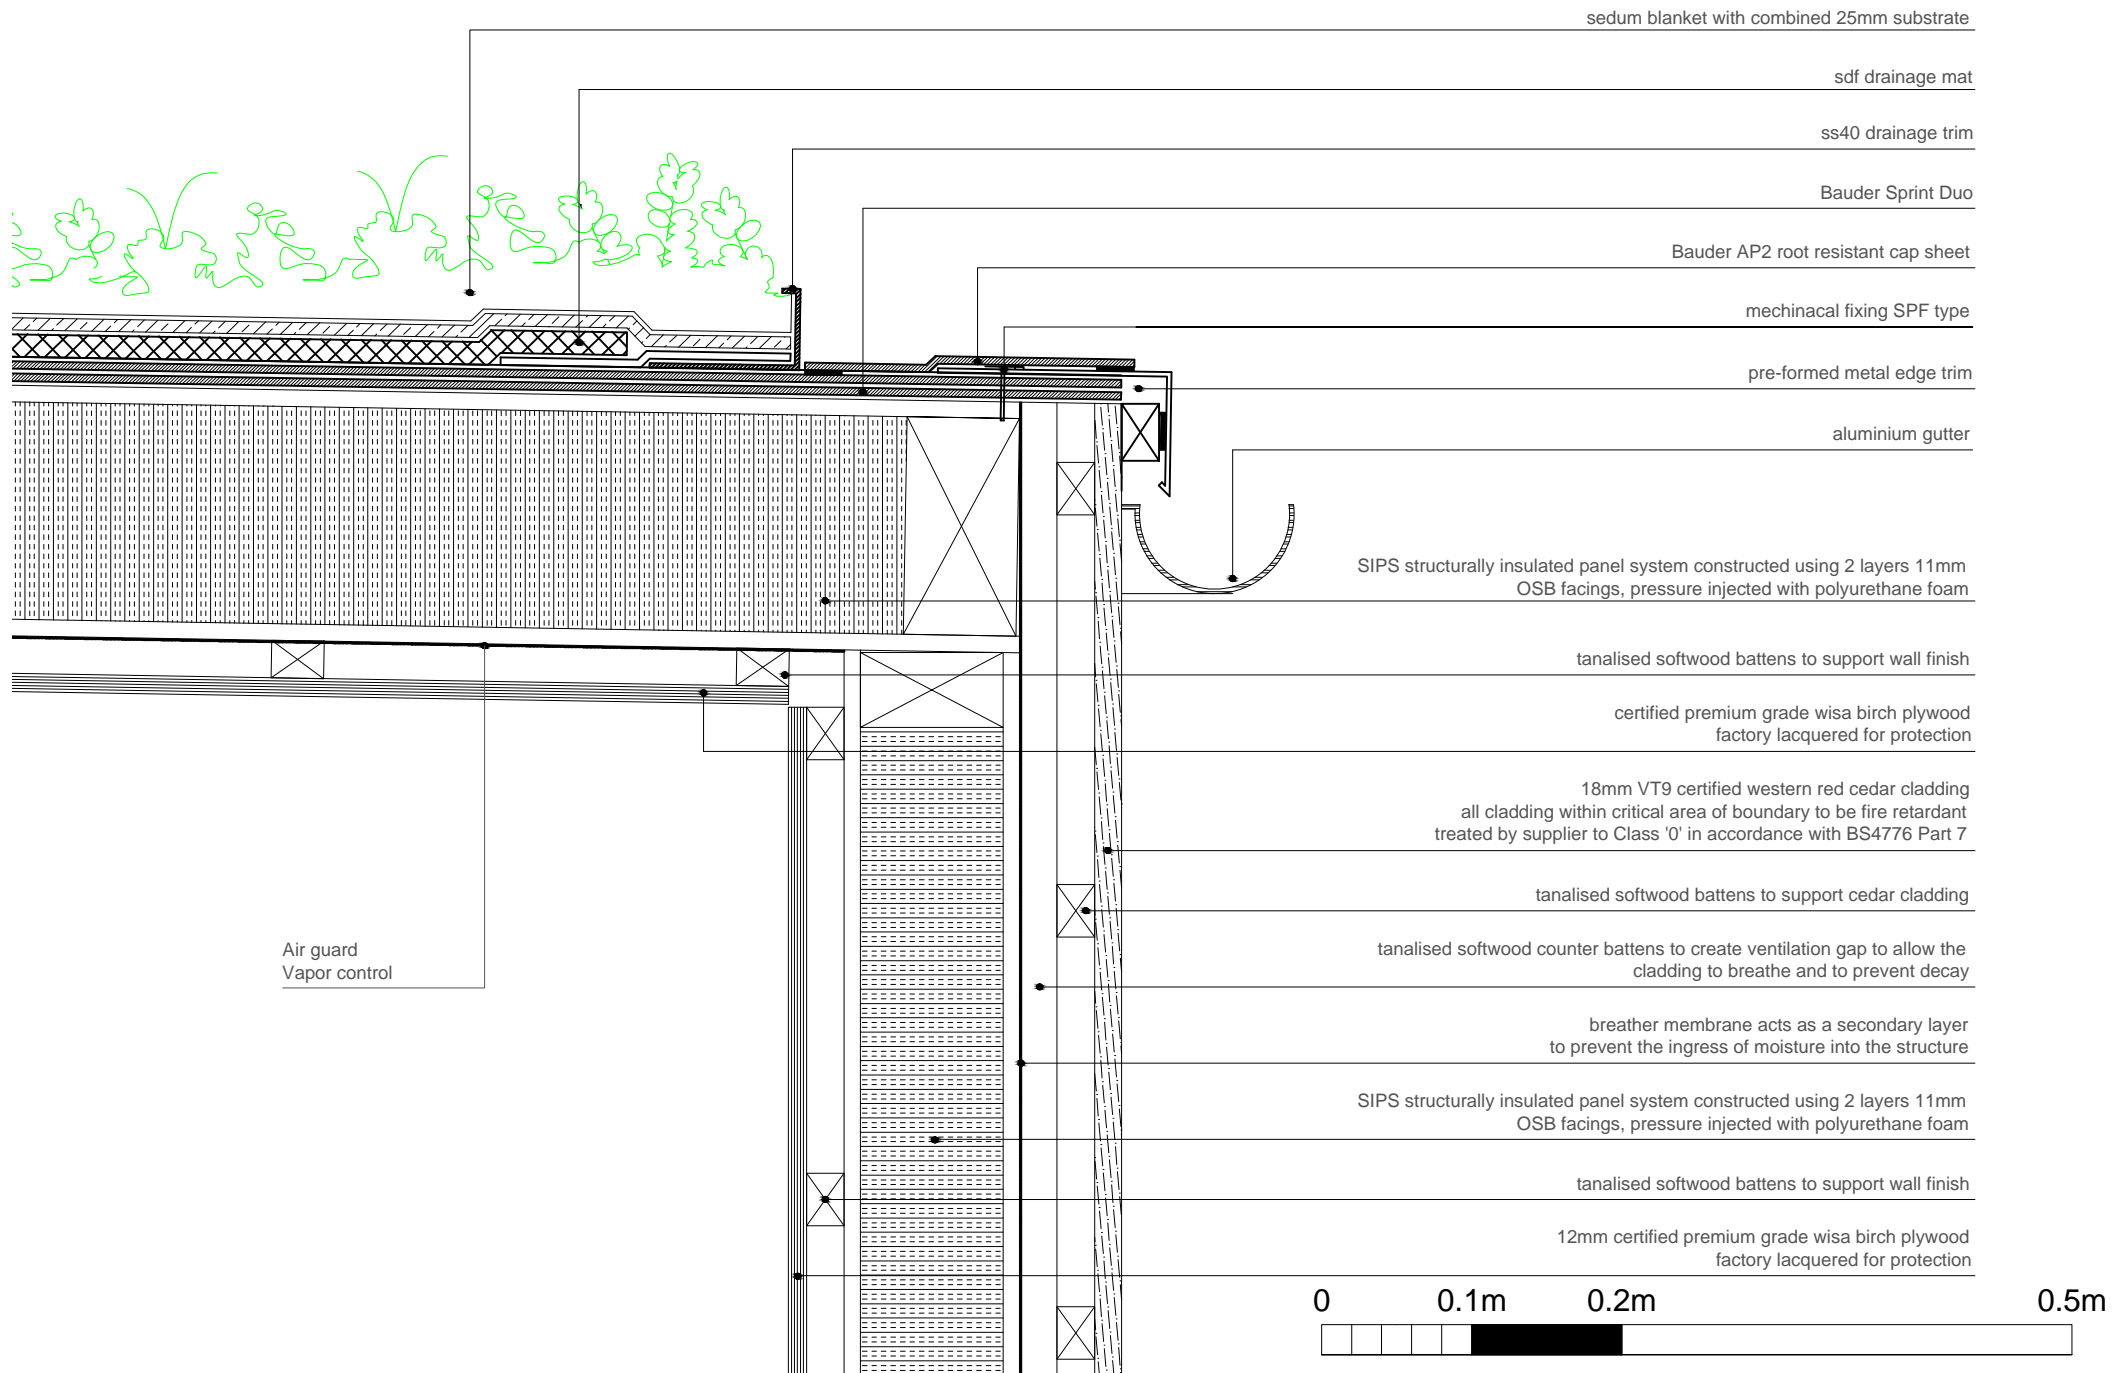 sedum blanket with combined 25mm substrate
sdf drainage mat
ss40 drainage trim
Bauder Sprint Duo
Bauder AP2 root resistant cap sheet
mechinacal fixing SPF type
pre-formed metal edge trim
aluminium gutter
SIPS structurally insulated panel system constructed using 2 layers 11mm
OSB facings, pressure injected with polyurethane foam
tanalised softwood battens to support wall finish
certified premium grade wisa birch plywood
factory lacquered for protection
18mm VT9 certified western red cedar cladding
all cladding within critical area of boundary to be fire retardant
treated by supplier to Class '0' in accordance with BS4776 Part 7
tanalised softwood battens to support cedar cladding
tanalised softwood counter battens to create ventilation gap to allow the
cladding to breathe and to prevent decay
breather membrane acts as a secondary layer
to prevent the ingress of moisture into the structure
SIPS structurally insulated panel system constructed using 2 layers 11mm
OSB facings, pressure injected with polyurethane foam
tanalised softwood battens to support wall finish
12mm certified premium grade wisa birch plywood
factory lacquered for protection
Air guard
Vapor control
0 0.1m 0.2m 0.5m